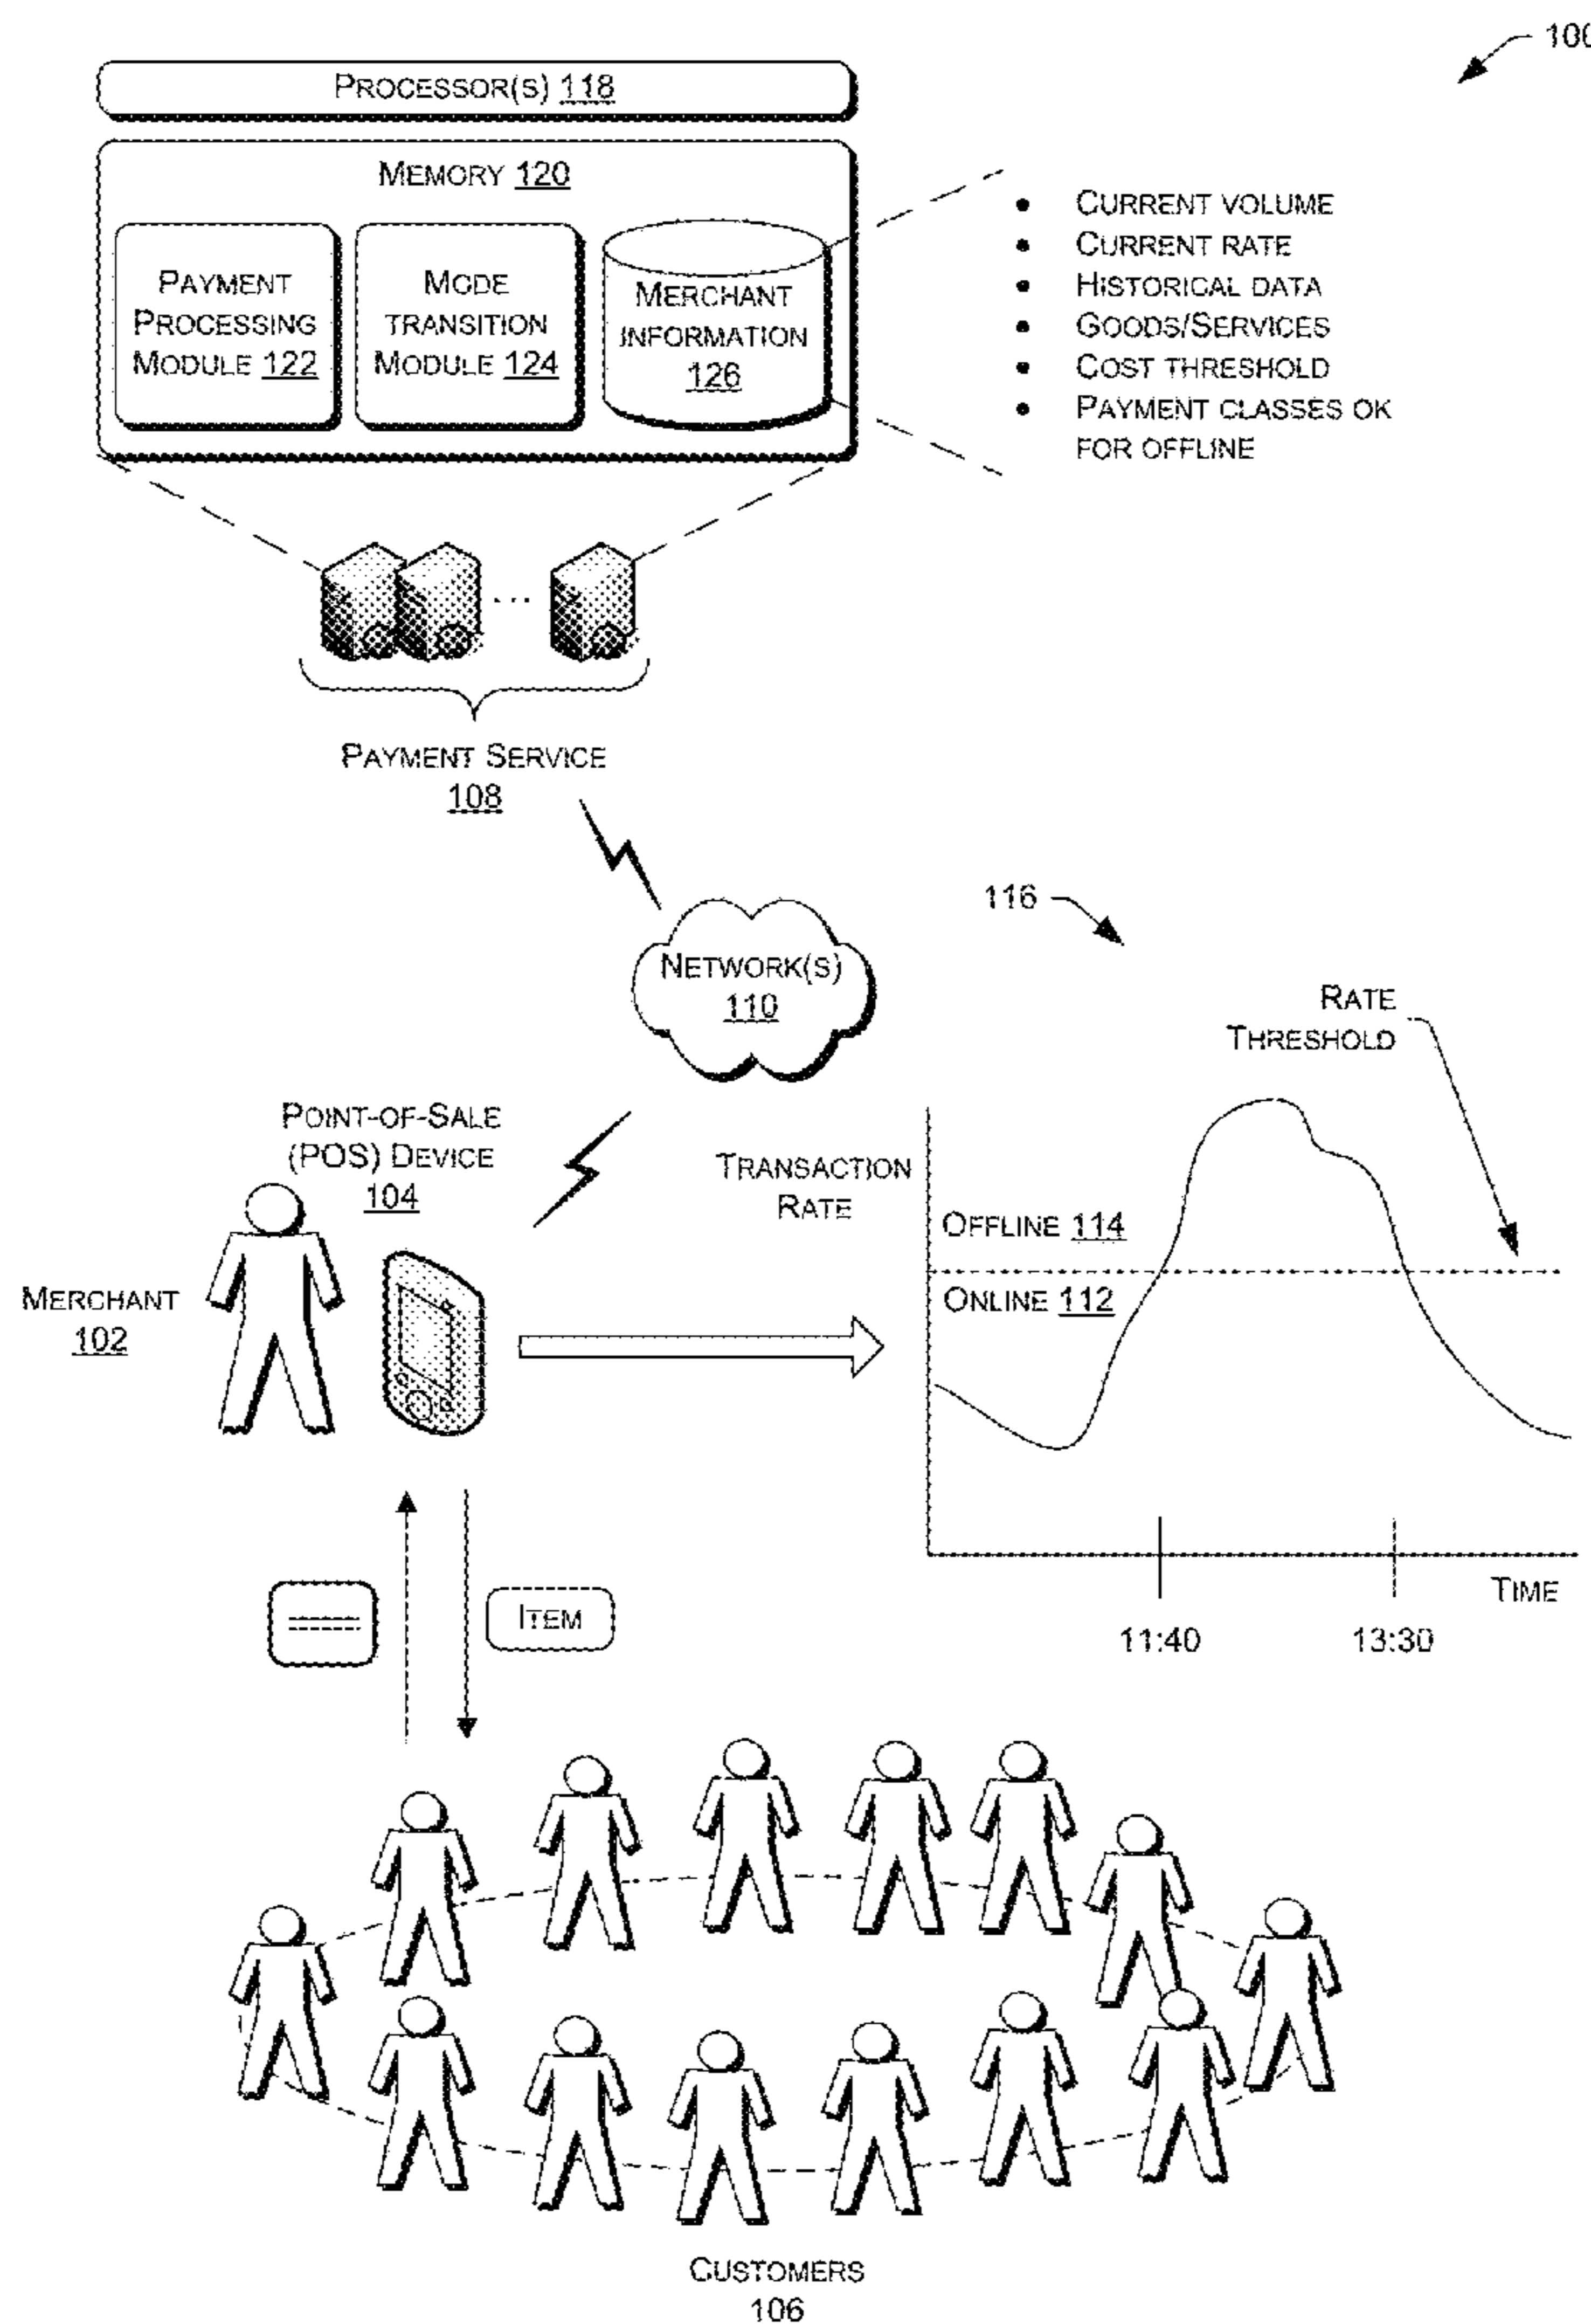 100
PROCESSOR(S) 118
MEMORY 120
PAYMENT
PROCESSING
MODULE 122
MODE
TRANSITION
MODULE 124
MERCHANT
INFORMATION
126
• CURRENT VOLUME
• CURRENT RATE
• HISTORICAL DATA
• GOODS/SERVICES
• COST THRESHOLD
• PAYMENT CLASSES OK
FOR OFFLINE
...
PAYMENT SERVICE
108
NETWORK(S)
110
116
RATE
THRESHOLD
POINT-OF-SALE
(POS) DEVICE
104
MERCHANT
102
TRANSACTION
RATE
OFFLINE 114
ONLINE 112
TIME
11:40
13:30
ITEM
CUSTOMERS
106